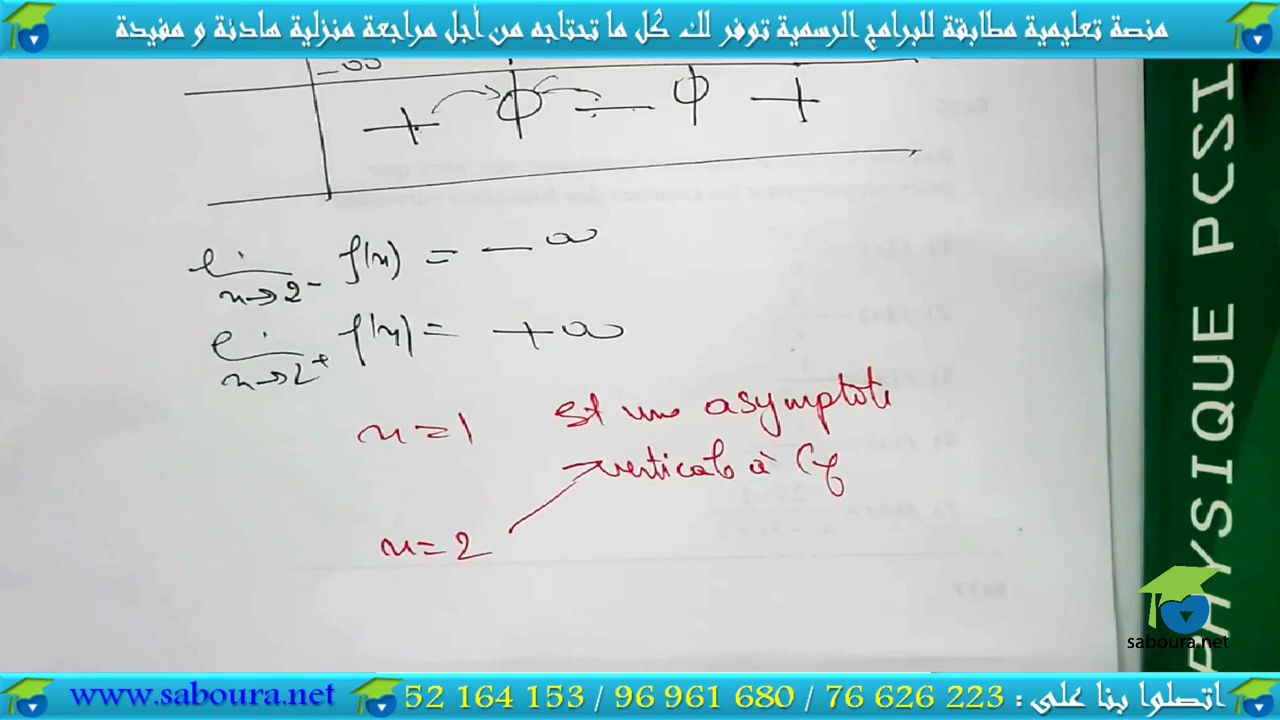 منصة تعليمية مطابقة للبرامج الرسمية توفر لك كل ما تحتاجه من أجل مراجعة منزلية هادئة و مفيدة
-∞
+ 0 - 0 +
lim f(x) = -∞
x→2-
lim f(x) = +∞
x→2+
x=1 est une asymptote
verticale à Cf
x=2
PHYSIQUE PCSI
saboura.net
www.saboura.net 52 164 153 / 96 961 680 / 76 626 223 : اتصلوا بنا على